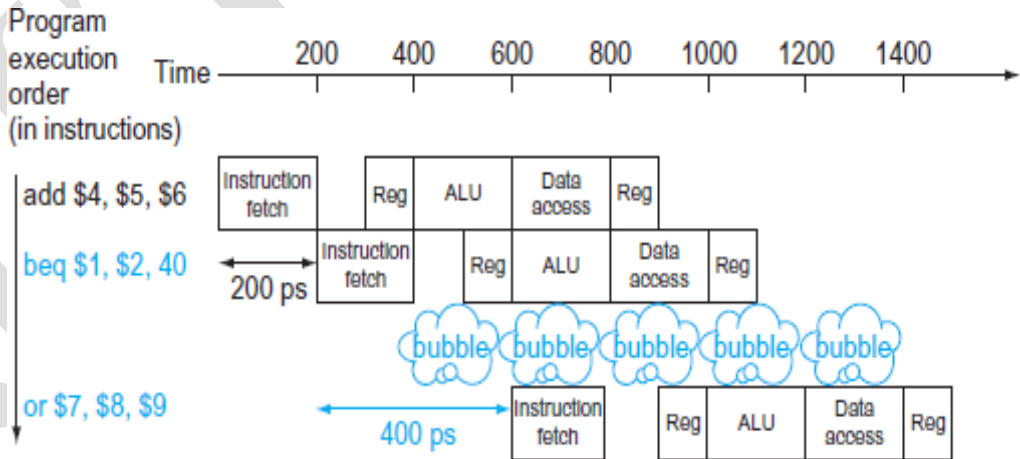 Program
execution
order
(in instructions)
Time
200 400 600 800 1000 1200 1400
add $4, $5, $6
Instruction
fetch
Reg
ALU
Data
access
Reg
beq $1, $2, 40
200 ps
Instruction
fetch
Reg
ALU
Data
access
Reg
bubble bubble bubble bubble bubble
or $7, $8, $9
400 ps
Instruction
fetch
Reg
ALU
Data
access
Reg